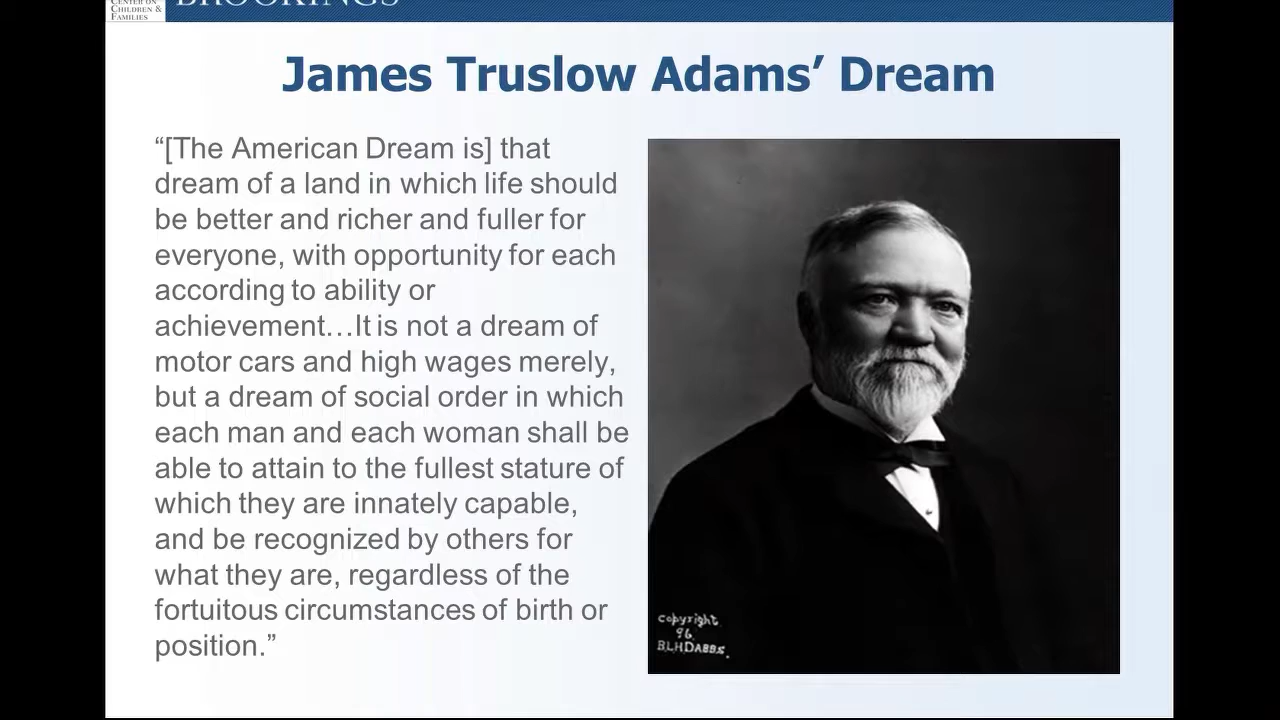 CENTER ON
CHILDREN &
FAMILIES
BROOKINGS
James Truslow Adams’ Dream
“[The American Dream is] that
dream of a land in which life should
be better and richer and fuller for
everyone, with opportunity for each
according to ability or
achievement…It is not a dream of
motor cars and high wages merely,
but a dream of social order in which
each man and each woman shall be
able to attain to the fullest stature of
which they are innately capable,
and be recognized by others for
what they are, regardless of the
fortuitous circumstances of birth or
position.”
copyright
96
B.L.H.DABBS.